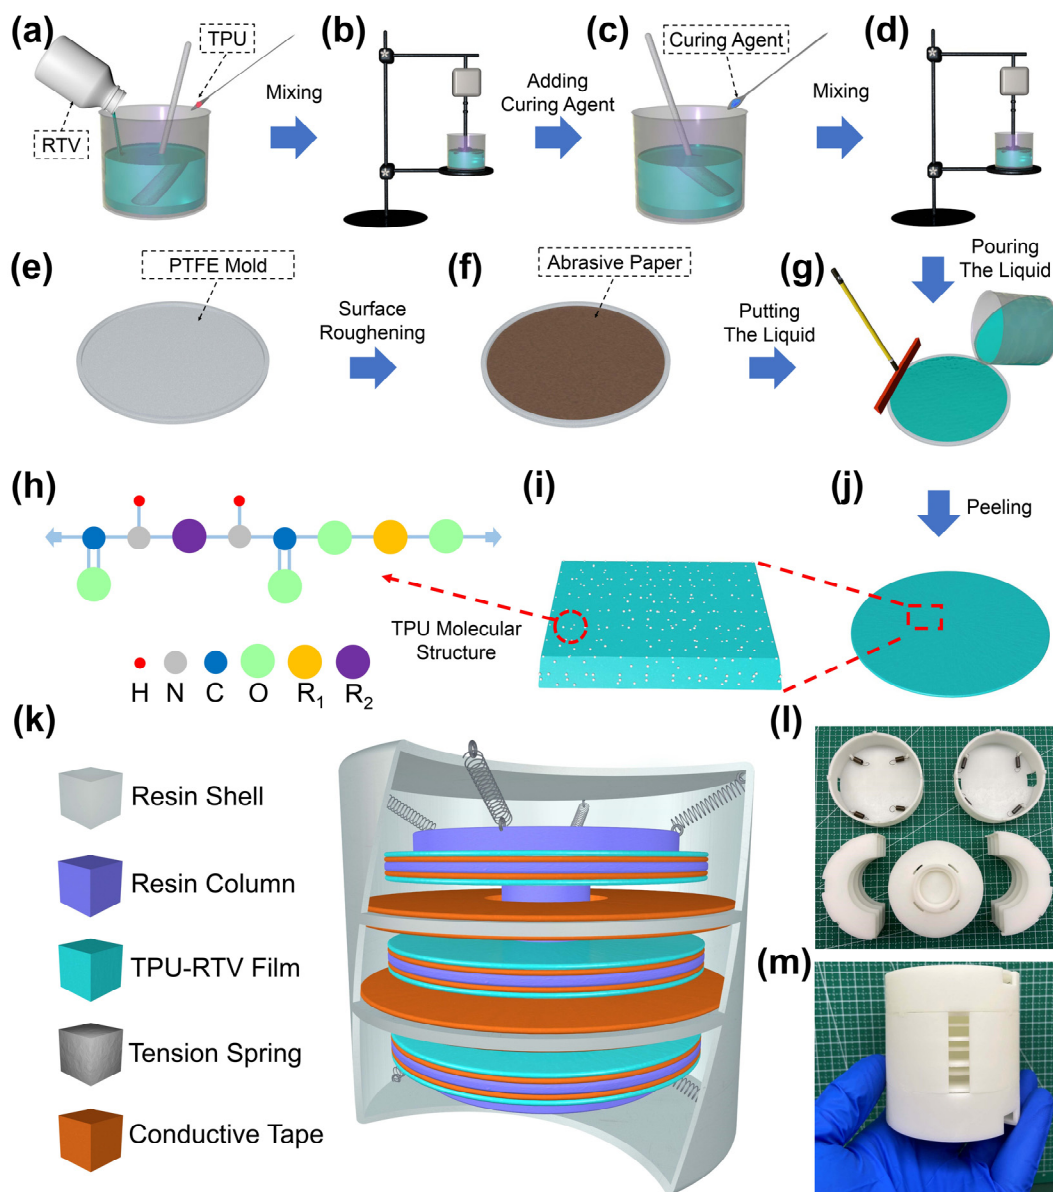 (a)
TPU
RTV
Mixing
(b)
Adding
Curing Agent
(c)
Curing Agent
Mixing
(d)
(e)
PTFE Mold
Surface
Roughening
(f)
Abrasive Paper
Putting
The Liquid
(g)
Pouring
The Liquid
(h)
H N C O R₁ R₂
TPU Molecular
Structure
(i)
(j)
Peeling
(k)
Resin Shell
Resin Column
TPU-RTV Film
Tension Spring
Conductive Tape
(l)
(m)